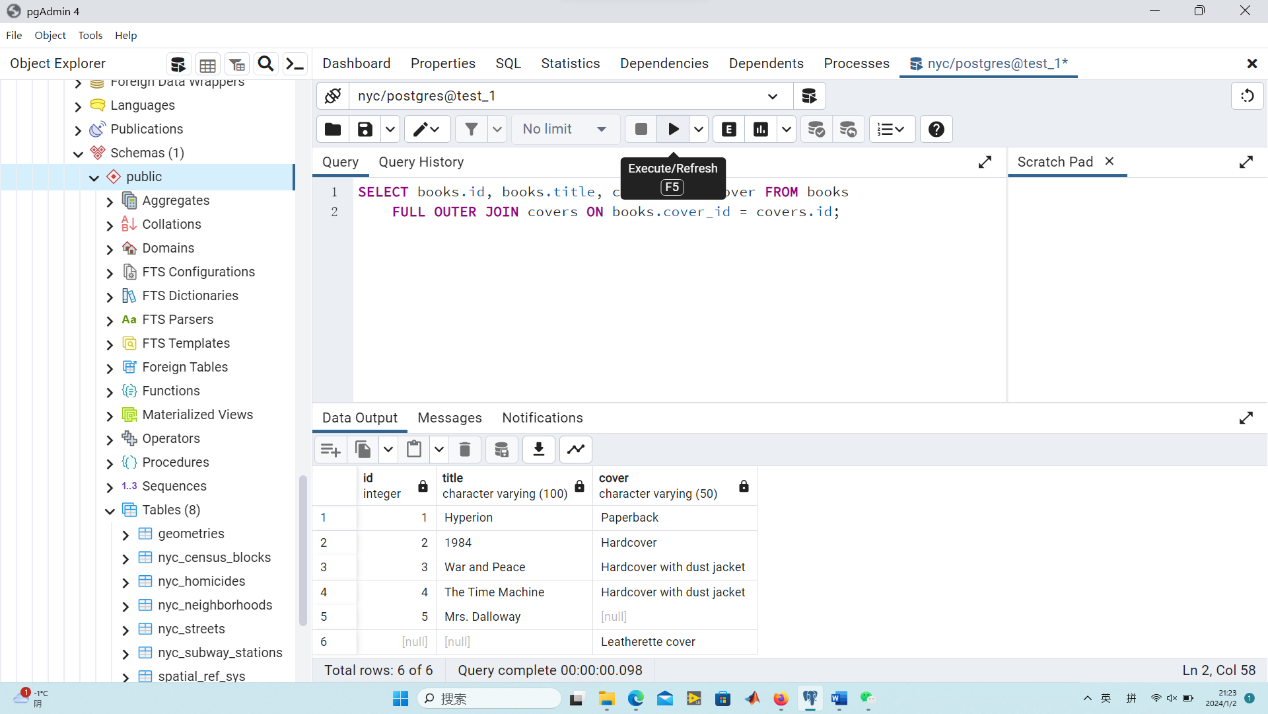 pgAdmin 4
File Object Tools Help
Object Explorer
Dashboard Properties SQL Statistics Dependencies Dependents Processes nyc/postgres@test_1*
Foreign Data Wrappers
Languages
Publications
Schemas (1)
public
Aggregates
Collations
Domains
FTS Configurations
FTS Dictionaries
Aa FTS Parsers
FTS Templates
Foreign Tables
Functions
Materialized Views
Operators
Procedures
1..3 Sequences
Tables (8)
geometries
nyc_census_blocks
nyc_homicides
nyc_neighborhoods
nyc_streets
nyc_subway_stations
spatial_ref_sys
nyc/postgres@test_1
No limit
E
Query Query History
Scratch Pad
Execute/Refresh
F5
1 SELECT books.id, books.title, c over FROM books
2 FULL OUTER JOIN covers ON books.cover_id = covers.id;
Data Output Messages Notifications
id title cover
integer character varying (100) character varying (50)
1 1 Hyperion Paperback
2 2 1984 Hardcover
3 3 War and Peace Hardcover with dust jacket
4 4 The Time Machine Hardcover with dust jacket
5 5 Mrs. Dalloway [null]
6 [null] [null] Leatherette cover
Total rows: 6 of 6 Query complete 00:00:00.098 Ln 2, Col 58
1 -1°C
阴
搜索
英 拼
21:23
2024/1/2
1